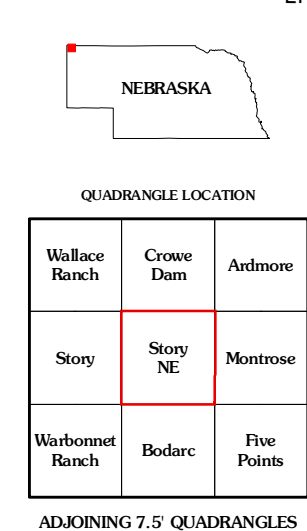 NEBRASKA
QUADRANGLE LOCATION
Wallace
Ranch
Crowe
Dam
Ardmore
Story
Story
NE
Montrose
Warbonnet
Ranch
Bodarc
Five
Points
ADJOINING 7.5' QUADRANGLES